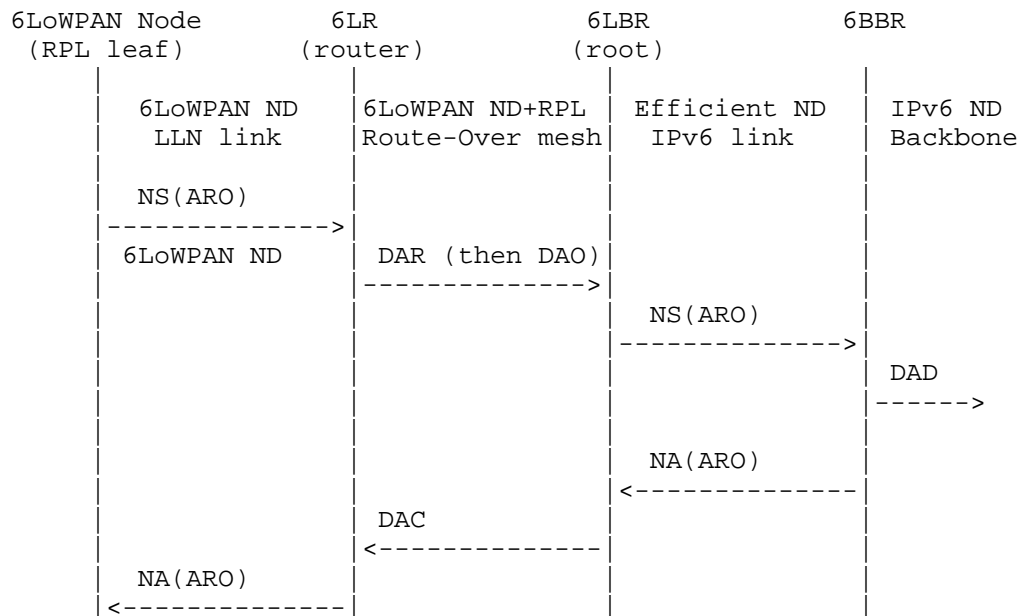 6LoWPAN Node 6LR 6LBR 6BBR
(RPL leaf) (router) (root)
6LoWPAN ND 6LoWPAN ND+RPL Efficient ND IPv6 ND
LLN link Route-Over mesh IPv6 link Backbone
NS(ARO)
6LoWPAN ND DAR (then DAO)
NS(ARO)
DAD
NA(ARO)
DAC
NA(ARO)